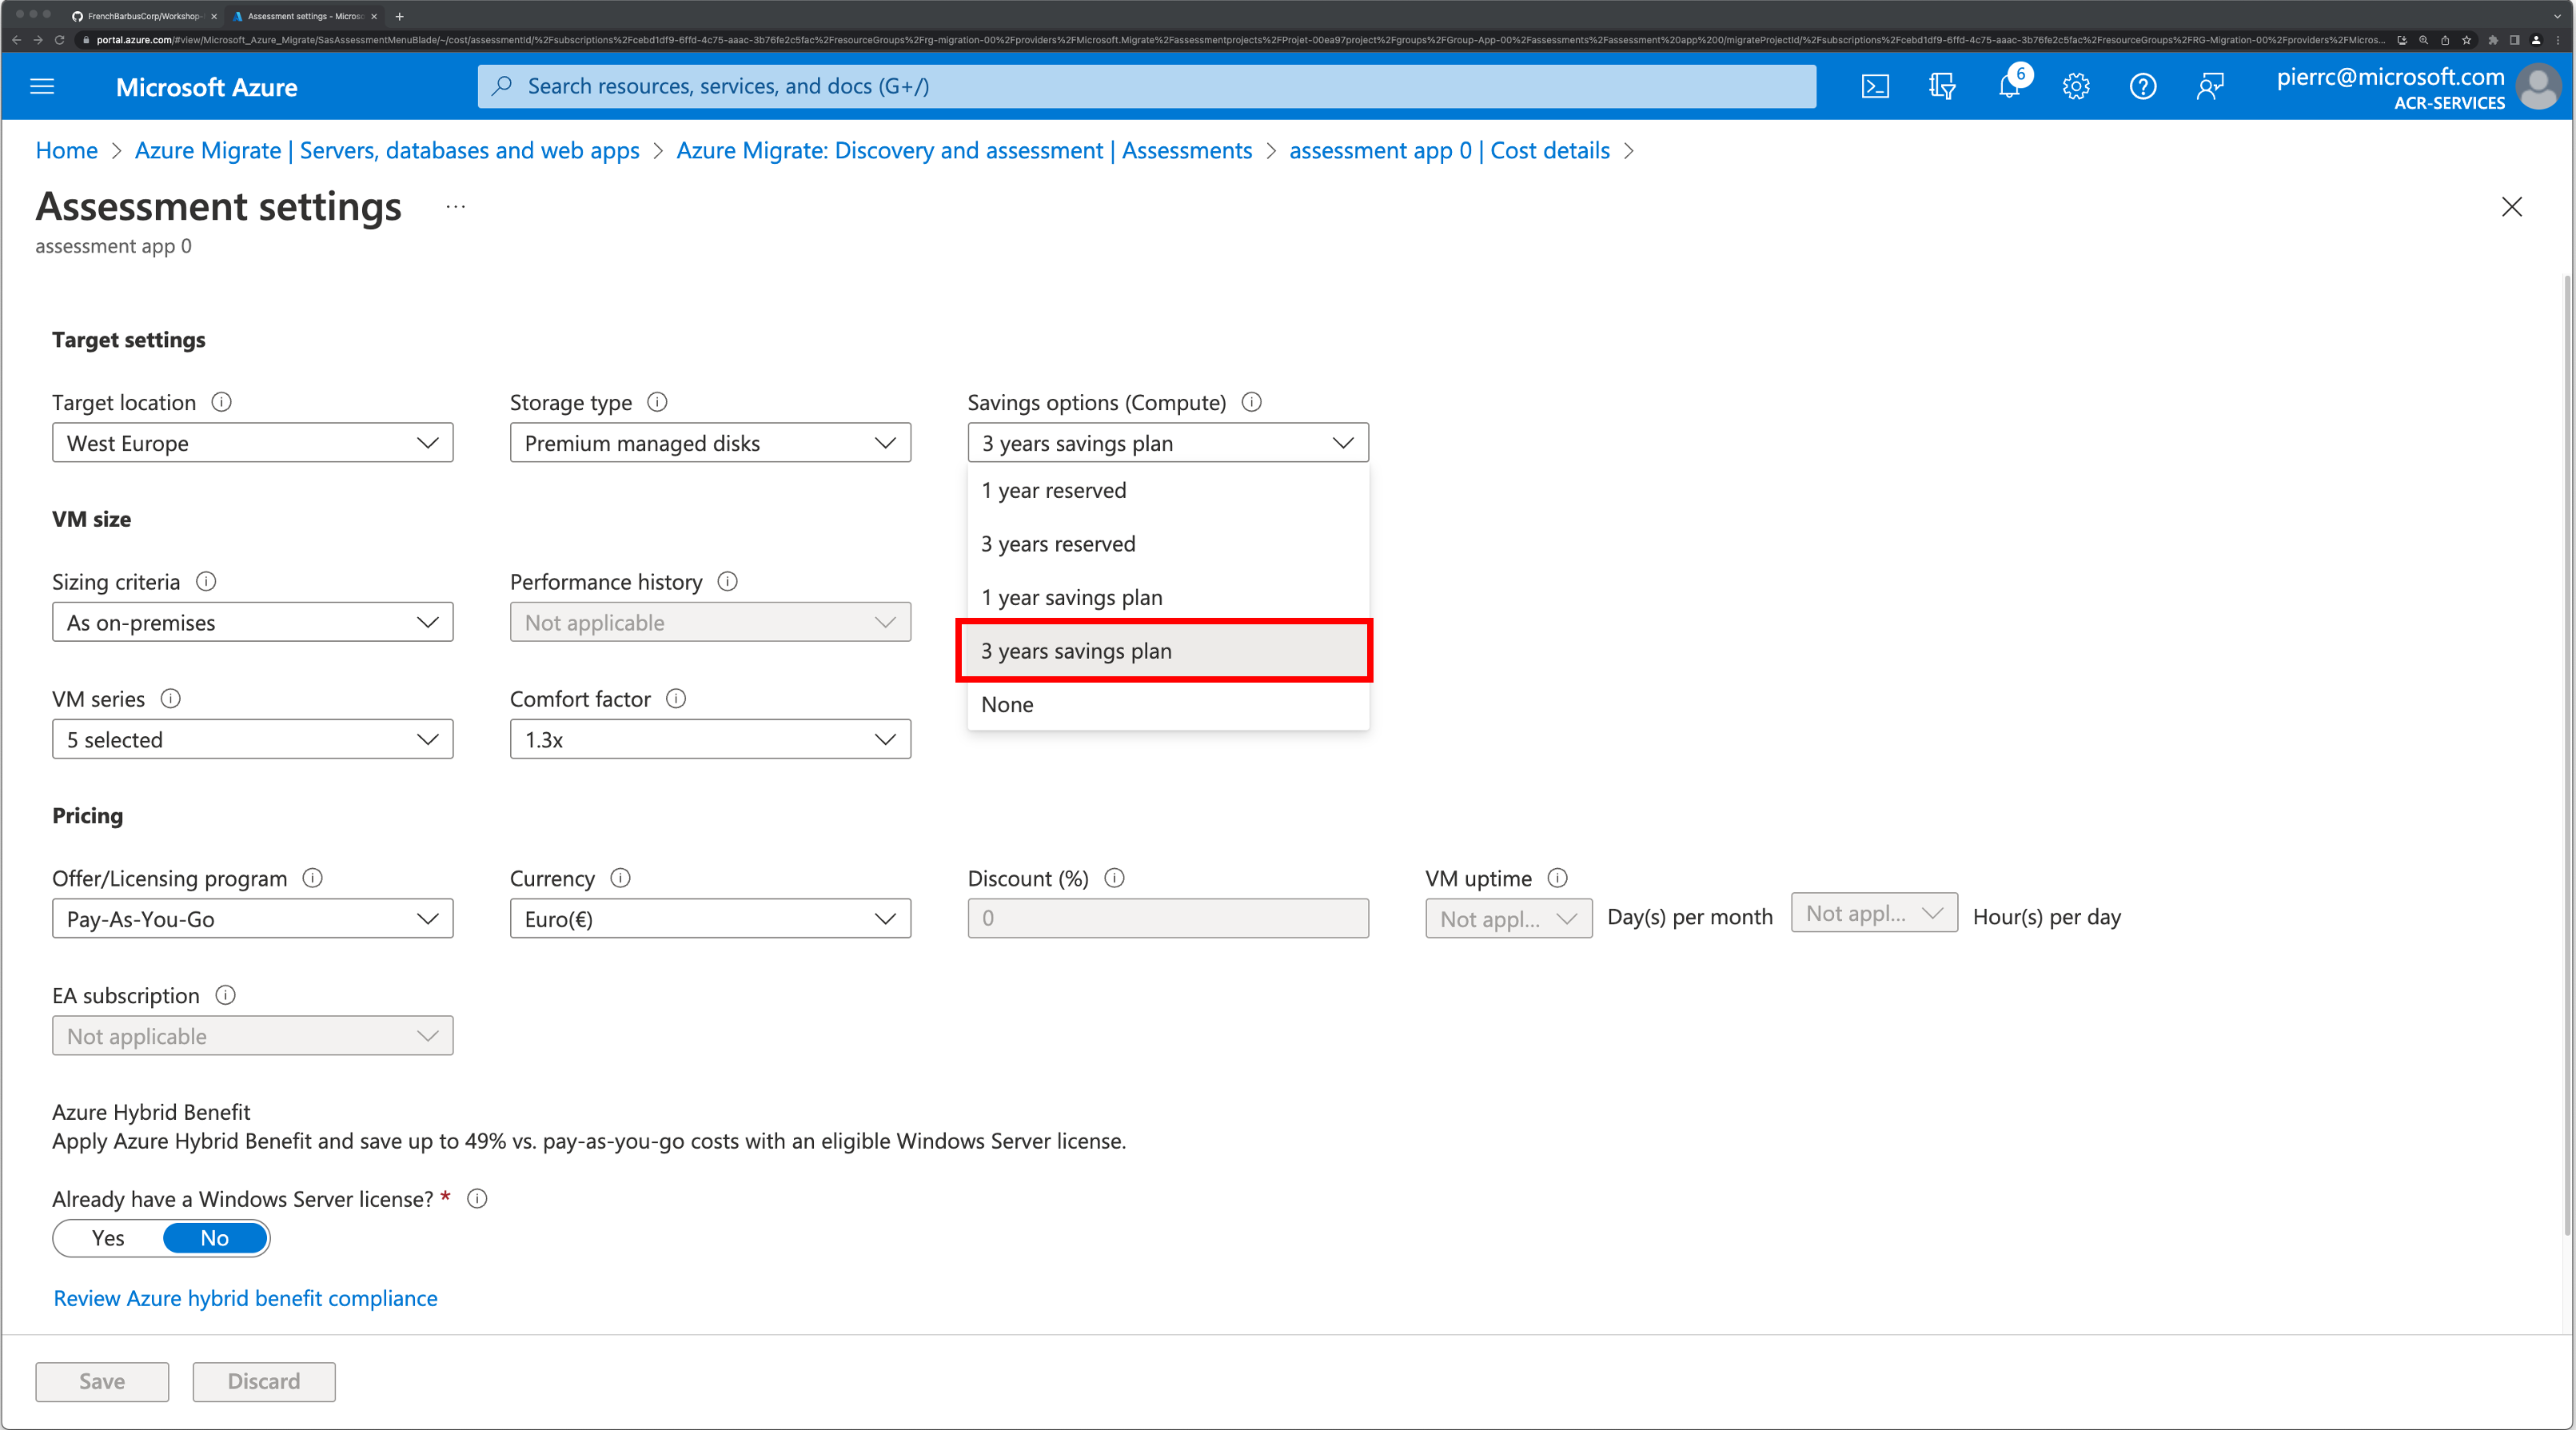 FrenchBarbusCorp/Workshop-
Assessment settings - Microso
portal.azure.com/#view/Microsoft_Azure_Migrate/SasAssessmentMenuBlade/~/cost/assessmentId/%2Fsubscriptions%2Fcebd1df9-6ffd-4c75-aaac-3b76fe2c5fac%2FresourceGroups%2Frg-migration-00%2Fproviders%2FMicrosoft.Migrate%2Fassessmentprojects%2FProjet-00ea97project%2Fgroups%2FGroup-App-00%2Fassessments%2Fassessment%20app%200/migrateProjectId/%2Fsubscriptions%2Fcebd1df9-6ffd-4c75-aaac-3b76fe2c5fac%2FresourceGroups%2FRG-Migration-00%2Fproviders%2FMicros...
Microsoft Azure
Search resources, services, and docs (G+/)
6
pierrc@microsoft.com
ACR-SERVICES
Home > Azure Migrate | Servers, databases and web apps > Azure Migrate: Discovery and assessment | Assessments > assessment app 0 | Cost details >
Assessment settings ...
assessment app 0
Target settings
Target location
West Europe
Storage type
Premium managed disks
Savings options (Compute)
3 years savings plan
1 year reserved
3 years reserved
1 year savings plan
3 years savings plan
None
VM size
Sizing criteria
As on-premises
Performance history
Not applicable
VM series
5 selected
Comfort factor
1.3x
Pricing
Offer/Licensing program
Pay-As-You-Go
Currency
Euro(€)
Discount (%)
0
VM uptime
Not appl... Day(s) per month
Not appl... Hour(s) per day
EA subscription
Not applicable
Azure Hybrid Benefit
Apply Azure Hybrid Benefit and save up to 49% vs. pay-as-you-go costs with an eligible Windows Server license.
Already have a Windows Server license? *
Yes No
Review Azure hybrid benefit compliance
Save Discard